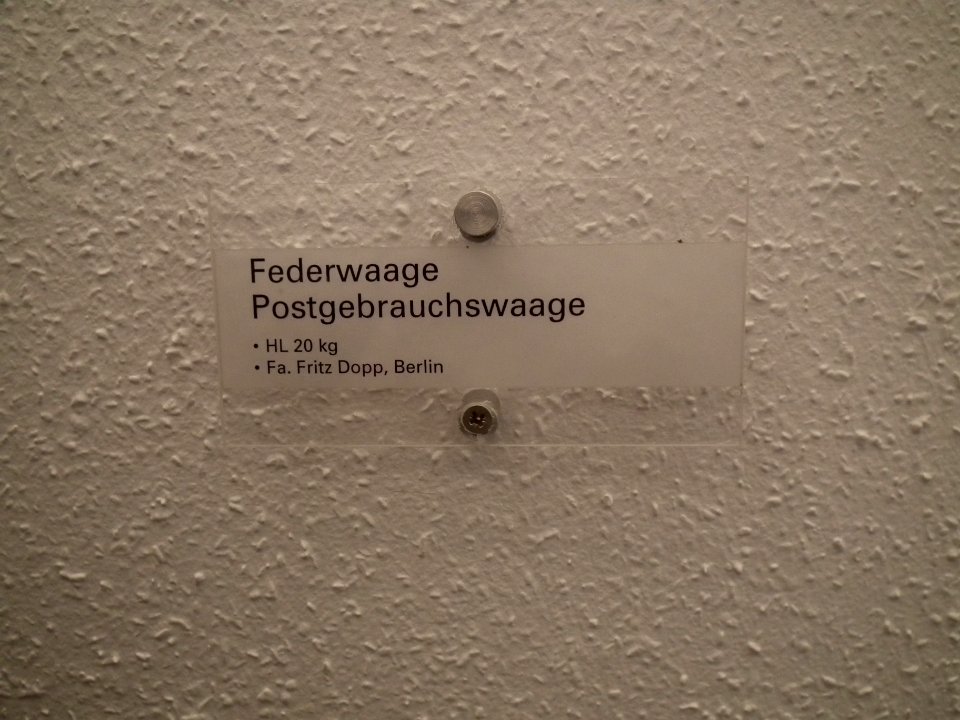 Federwaage
Postgebrauchswaage
• HL 20 kg
• Fa. Fritz Dopp, Berlin